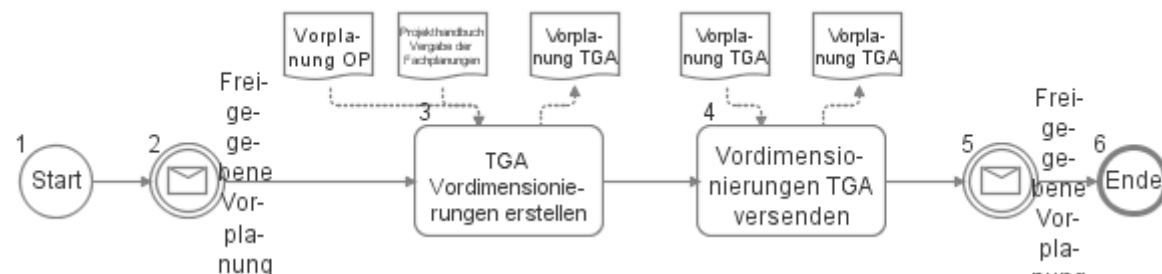 Vorpla-
nung OP
Projekthandbuch
Vergabe der
Fachplanungen
Vorpla-
nung TGA
Vorpla-
nung TGA
Vorpla-
nung TGA
1
Start
2
Frei-
ge-
ge-
bene
Vor-
pla-
nung
3
TGA
Vordimensionie-
rungen erstellen
4
Vordimensio-
nierungen TGA
versenden
5
Frei-
ge-
ge-
bene
Vor-
pla-
nung
6
Ende